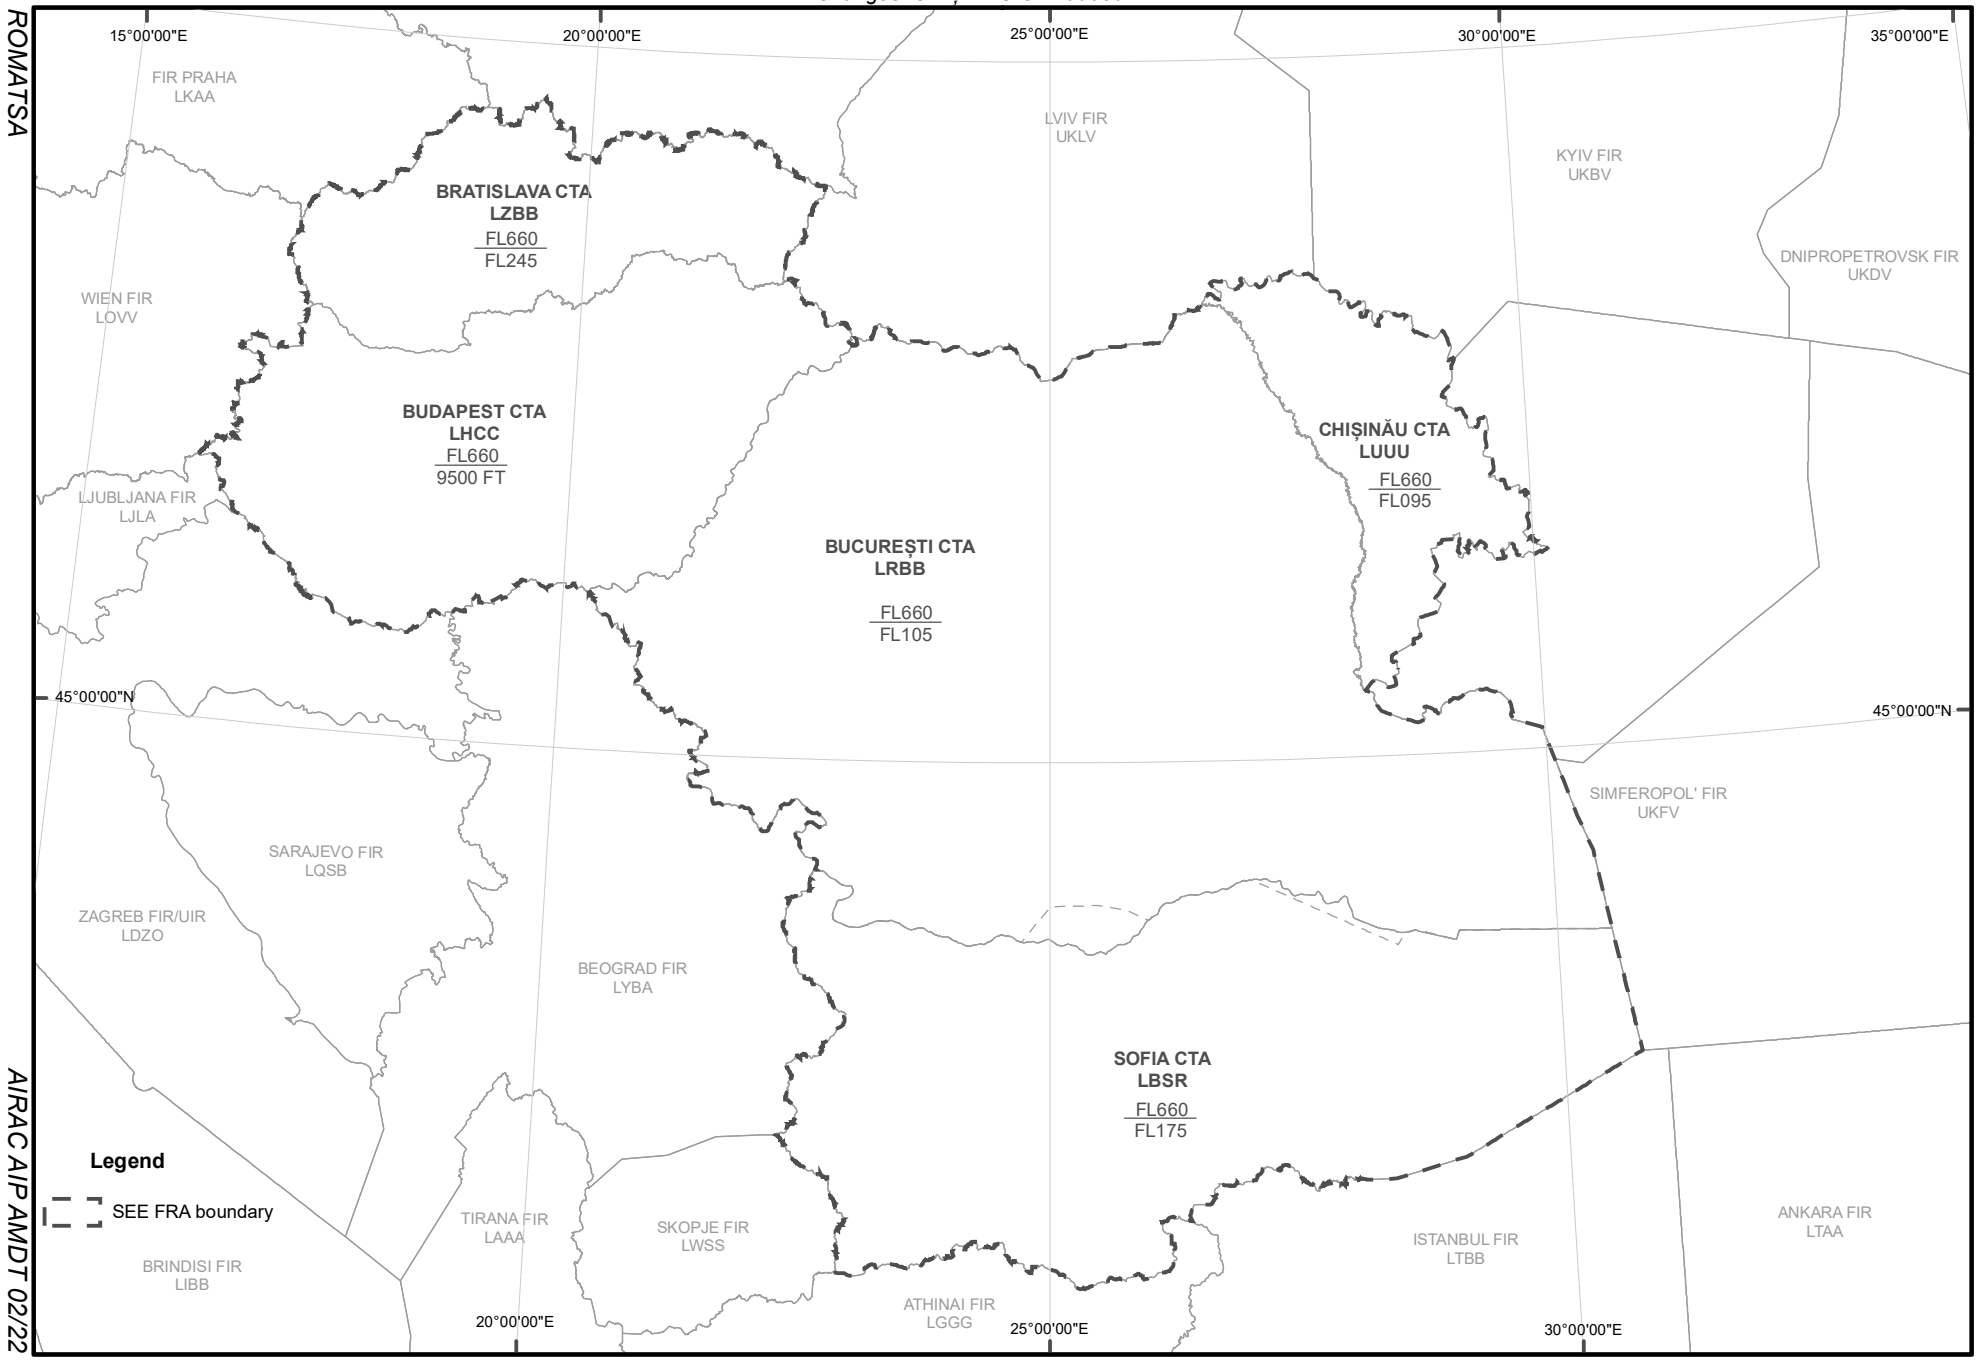 15°00'00"E
20°00'00"E
25°00'00"E
30°00'00"E
35°00'00"E
ROMATSA
FIR PRAHA
LKAA
LVIV FIR
UKLV
KYIV FIR
UKBV
BRATISLAVA CTA
LZBB
FL660
FL245
DNIPROPETROVSK FIR
UKDV
WIEN FIR
LOVV
BUDAPEST CTA
LHCC
FL660
9500 FT
CHIȘINĂU CTA
LUUU
FL660
FL095
LJUBLJANA FIR
LJLA
BUCUREȘTI CTA
LRBB
FL660
FL105
45°00'00"N
45°00'00"N
SIMFEROPOL' FIR
UKFV
SARAJEVO FIR
LQSB
ZAGREB FIR/UIR
LDZO
BEOGRAD FIR
LYBA
SOFIA CTA
LBSR
FL660
FL175
Legend
SEE FRA boundary
TIRANA FIR
LAAA
SKOPJE FIR
LWSS
ISTANBUL FIR
LTBB
ANKARA FIR
LTAA
BRINDISI FIR
LIBB
ATHINAI FIR
LGGG
20°00'00"E
25°00'00"E
30°00'00"E
AIRAC AIP AMDT 02/22